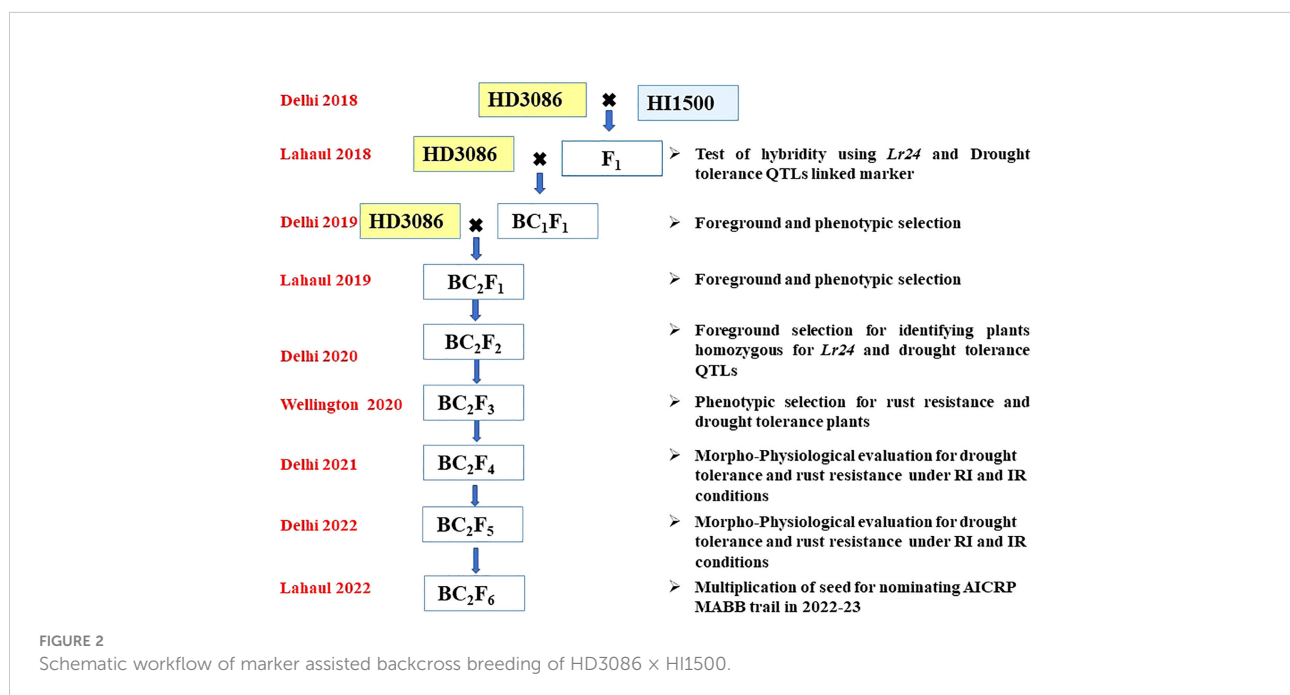 Delhi 2018 HD3086 ✖ HI1500
Lahaul 2018 HD3086 ✖ F₁ ➢ Test of hybridity using Lr24 and Drought
tolerance QTLs linked marker
Delhi 2019 HD3086 ✖ BC₁F₁ ➢ Foreground and phenotypic selection
Lahaul 2019 BC₂F₁ ➢ Foreground and phenotypic selection
Delhi 2020 BC₂F₂ ➢ Foreground selection for identifying plants
homozygous for Lr24 and drought tolerance
QTLs
Wellington 2020 BC₂F₃ ➢ Phenotypic selection for rust resistance and
drought tolerance plants
Delhi 2021 BC₂F₄ ➢ Morpho-Physiological evaluation for drought
tolerance and rust resistance under RI and IR
conditions
Delhi 2022 BC₂F₅ ➢ Morpho-Physiological evaluation for drought
tolerance and rust resistance under RI and IR
conditions
Lahaul 2022 BC₂F₆ ➢ Multiplication of seed for nominating AICRP
MABB trail in 2022-23
FIGURE 2
Schematic workflow of marker assisted backcross breeding of HD3086 × HI1500.